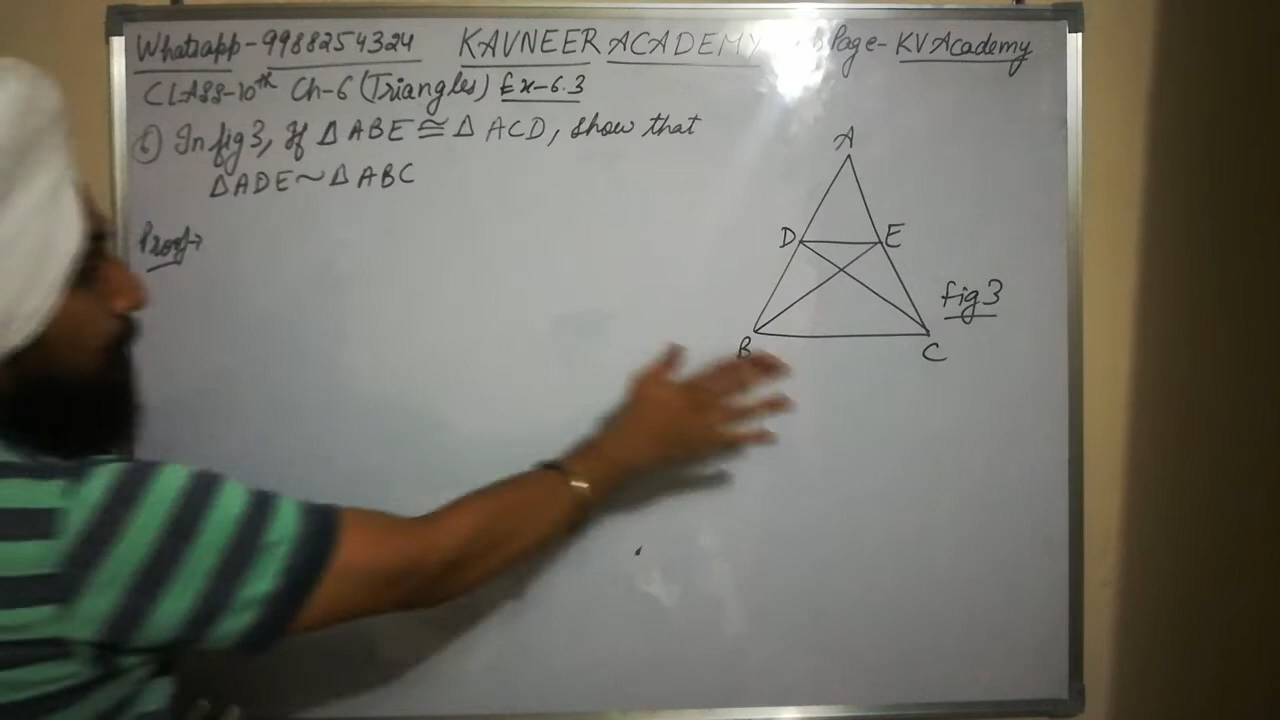 Whatsapp-9988254324 KAVNEER ACADEMY Page-KV Academy
CLASS-10th Ch-6 (Triangles) Ex-6.3
6) In fig 3, If Δ ABE ≅ Δ ACD, show that
ΔADE ~ Δ ABC
Proof→
A
D
E
fig 3
B
C